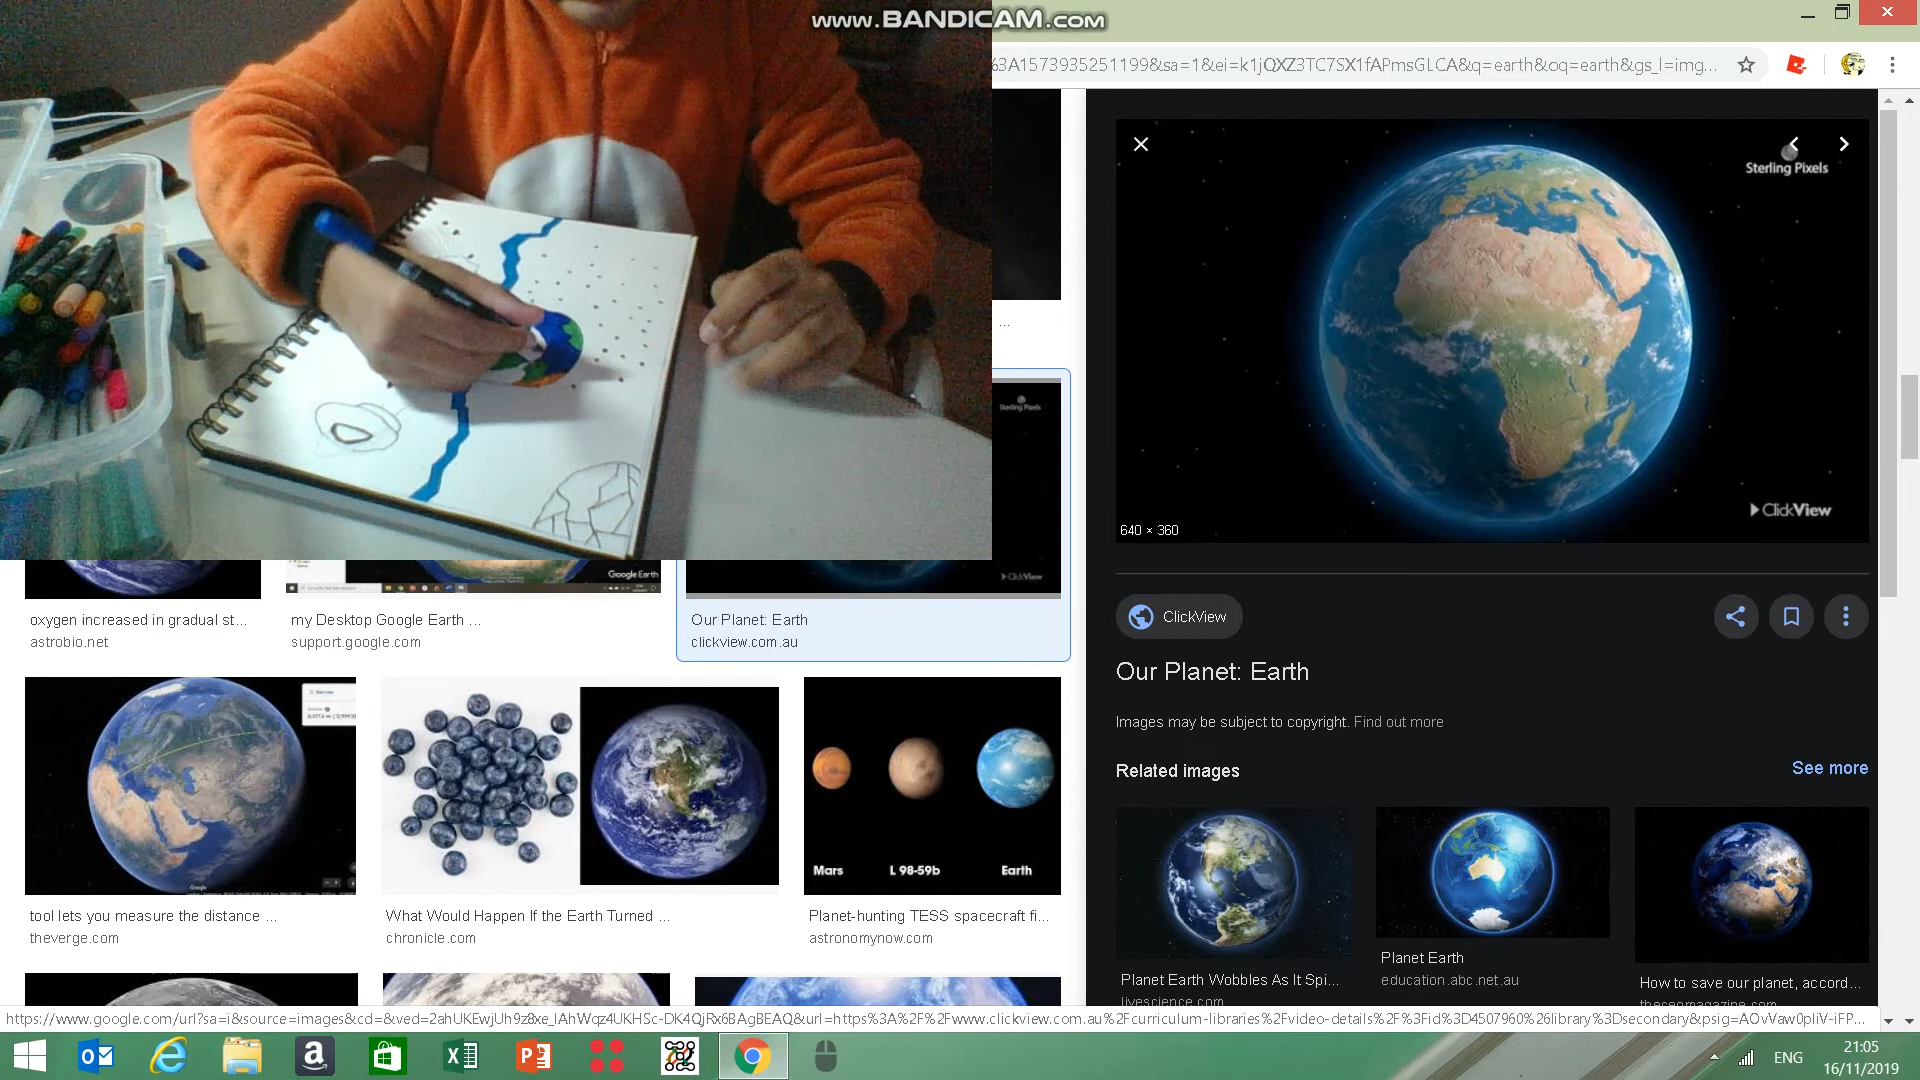 www.BANDICAM.com
%3A1573935251199&sa=1&ei=k1jQXZ3TC7SX1fAPmsGLCA&q=earth&oq=earth&gs_l=img...
Sterling Pixels
ClickView
640 × 360
...
Sterling Pixels
ClickView
Google Earth
oxygen increased in gradual st...
astrobio.net
my Desktop Google Earth ...
support.google.com
Our Planet: Earth
clickview.com.au
ClickView
Our Planet: Earth
Images may be subject to copyright. Find out more
Related images
See more
Google
Mars
L 98-59b
Earth
tool lets you measure the distance ...
theverge.com
What Would Happen If the Earth Turned ...
chronicle.com
Planet-hunting TESS spacecraft fi...
astronomynow.com
Planet Earth Wobbles As It Spi...
livescience.com
Planet Earth
education.abc.net.au
How to save our planet, accord...
theceomagazine.com
https://www.google.com/url?sa=i&source=images&cd=&ved=2ahUKEwjUh9z8xe_lAhWqz4UKHSc-DK4QjRx6BAgBEAQ&url=https%3A%2F%2Fwww.clickview.com.au%2Fcurriculum-libraries%2Fvideo-details%2F%3Fid%3D4507960%26library%3Dsecondary&psig=AOvVaw0pliV-iFP...
ENG
21:05
16/11/2019